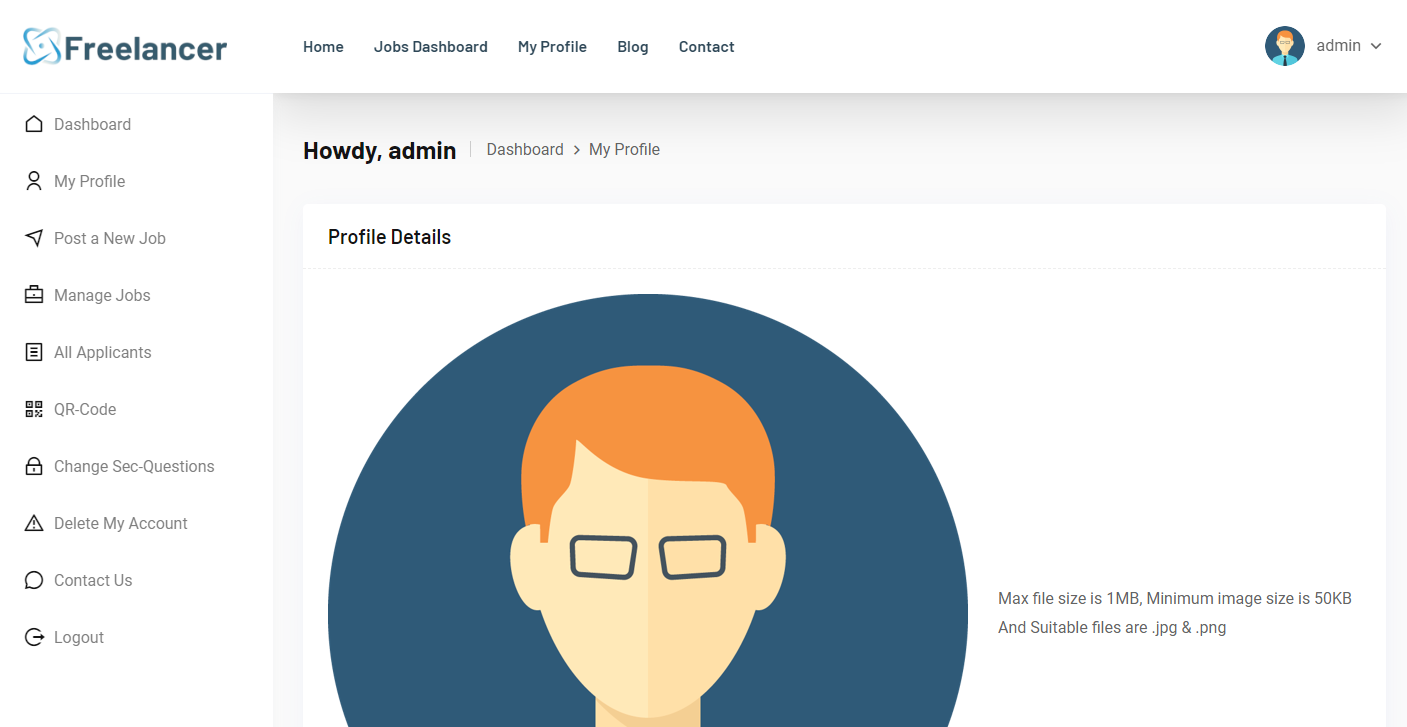 Freelancer
Home Jobs Dashboard My Profile Blog Contact
admin
Dashboard
My Profile
Post a New Job
Manage Jobs
All Applicants
QR-Code
Change Sec-Questions
Delete My Account
Contact Us
Logout
Howdy, admin
Dashboard > My Profile
Profile Details
Max file size is 1MB, Minimum image size is 50KB
And Suitable files are .jpg & .png